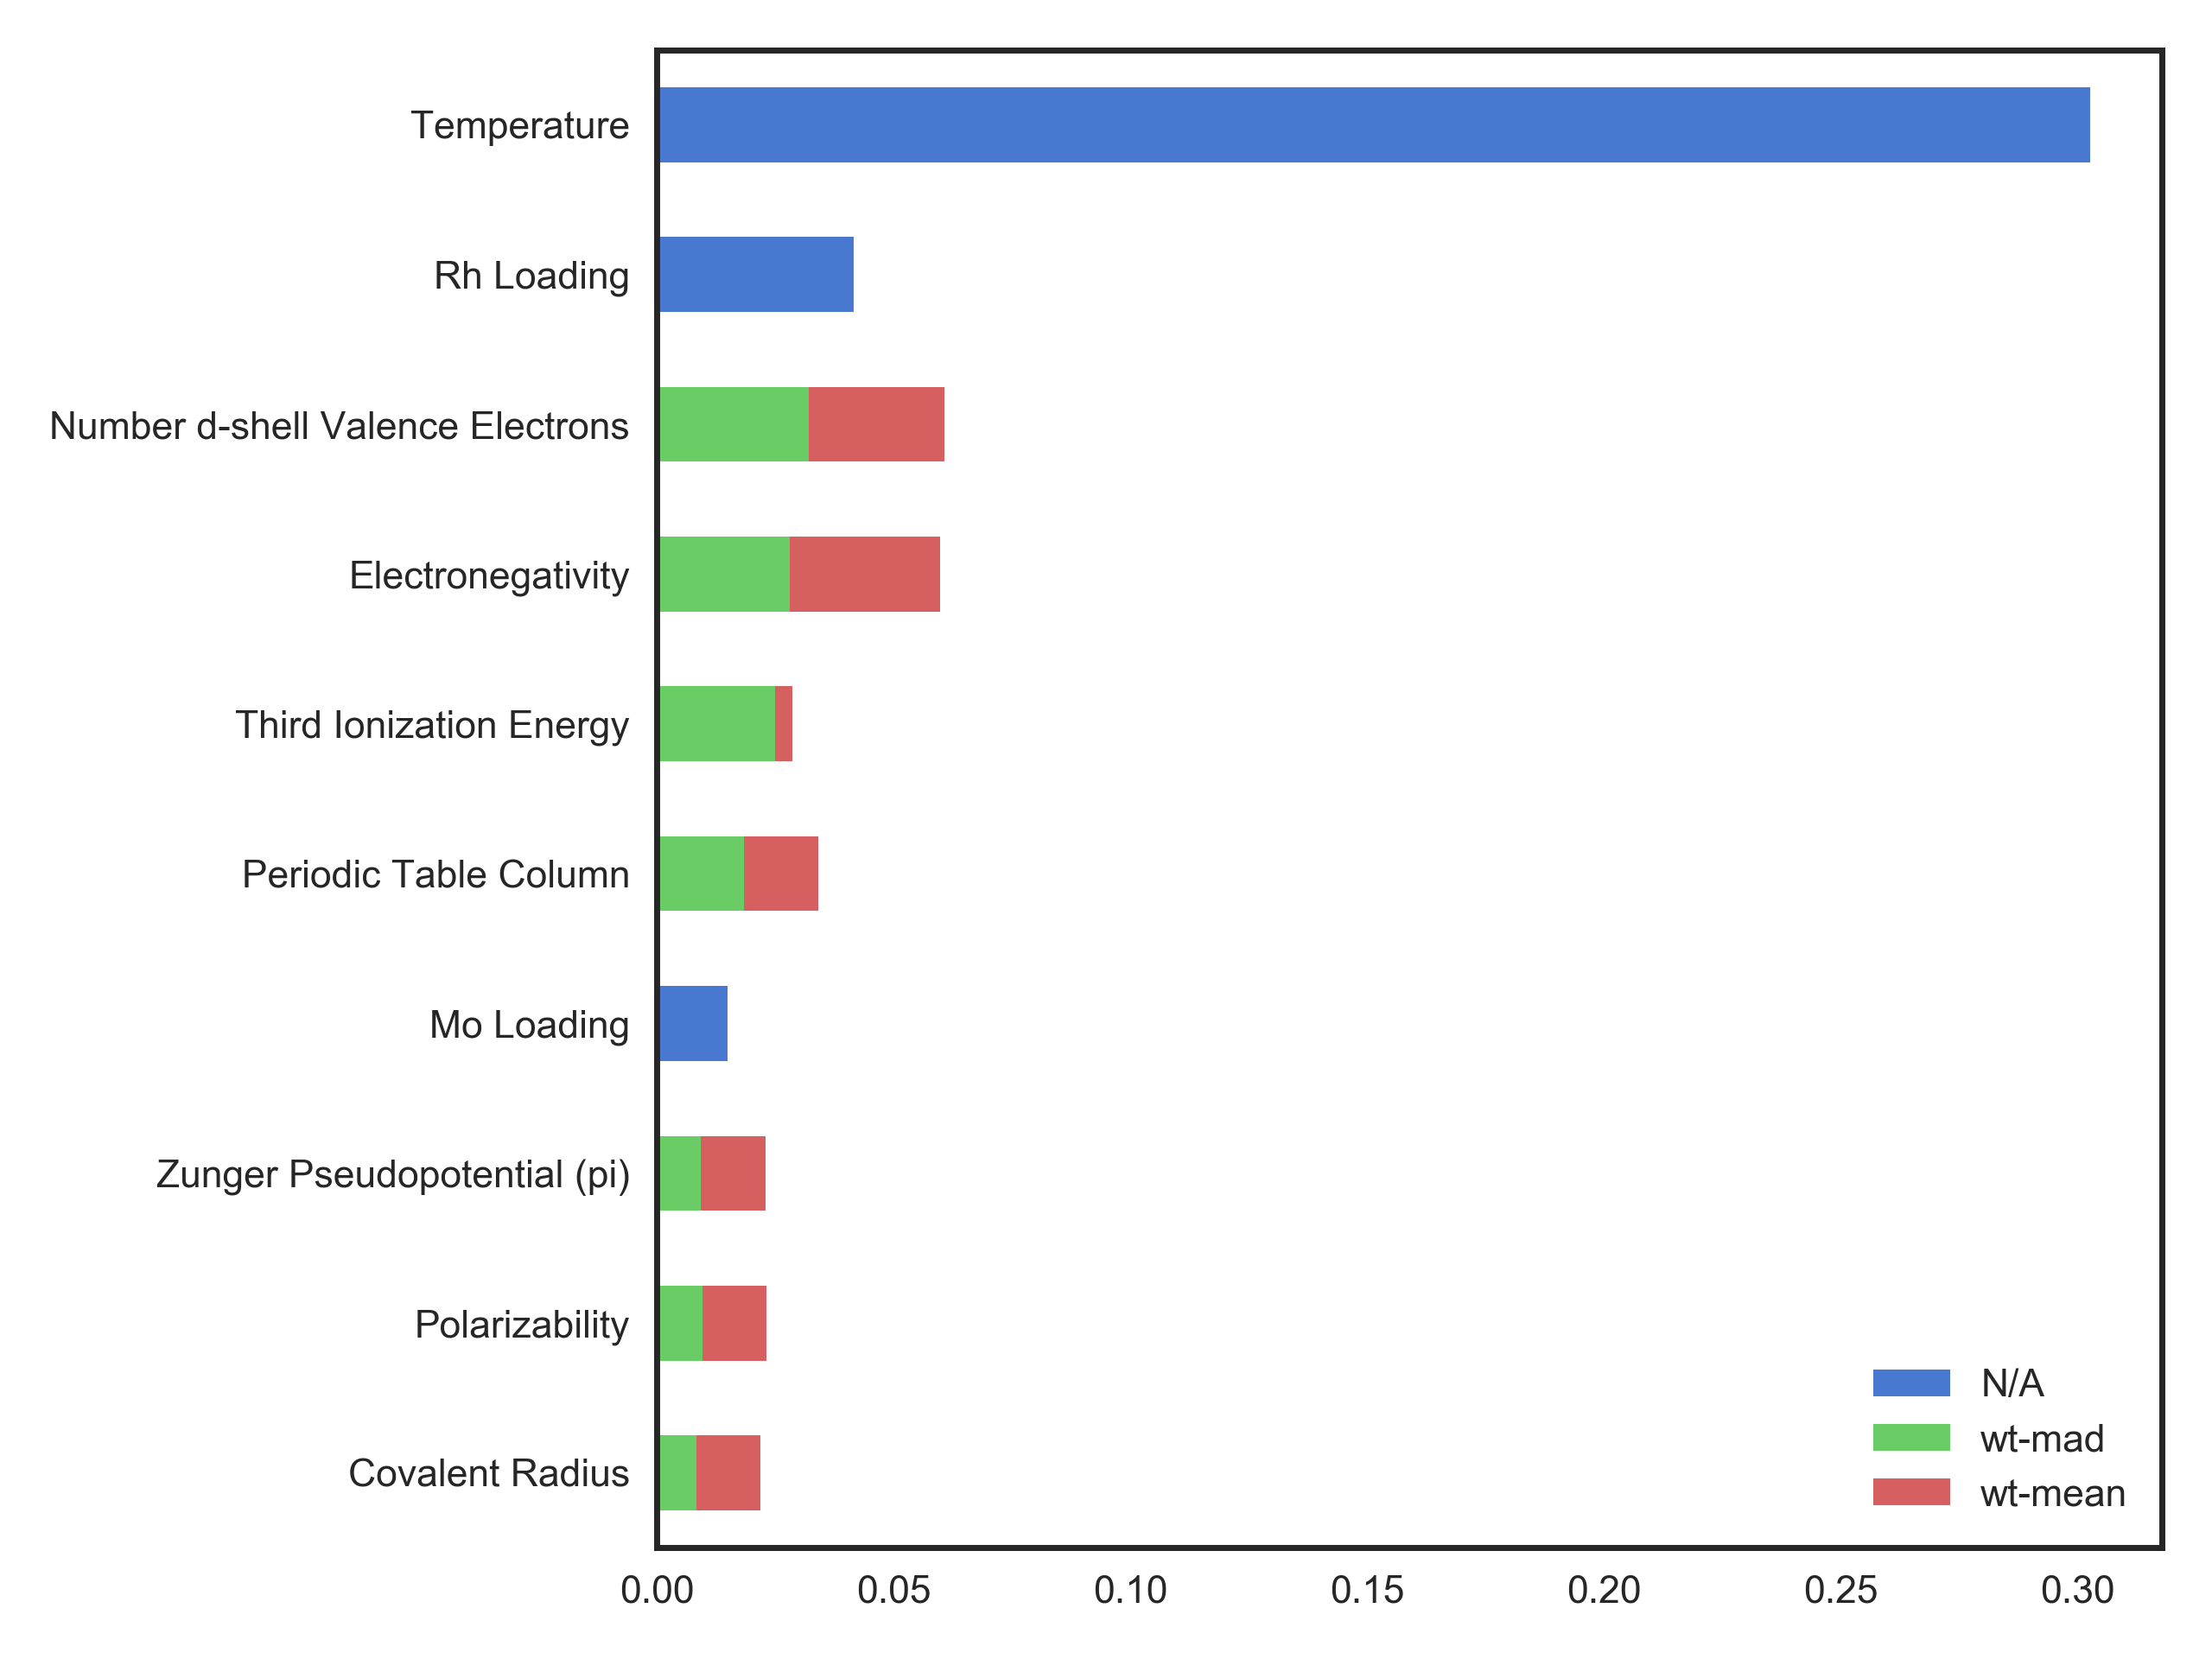 Temperature
Rh Loading
Number d-shell Valence Electrons
Electronegativity
Third Ionization Energy
Periodic Table Column
Mo Loading
Zunger Pseudopotential (pi)
Polarizability
Covalent Radius
N/A
wt-mad
wt-mean
0.00 0.05 0.10 0.15 0.20 0.25 0.30